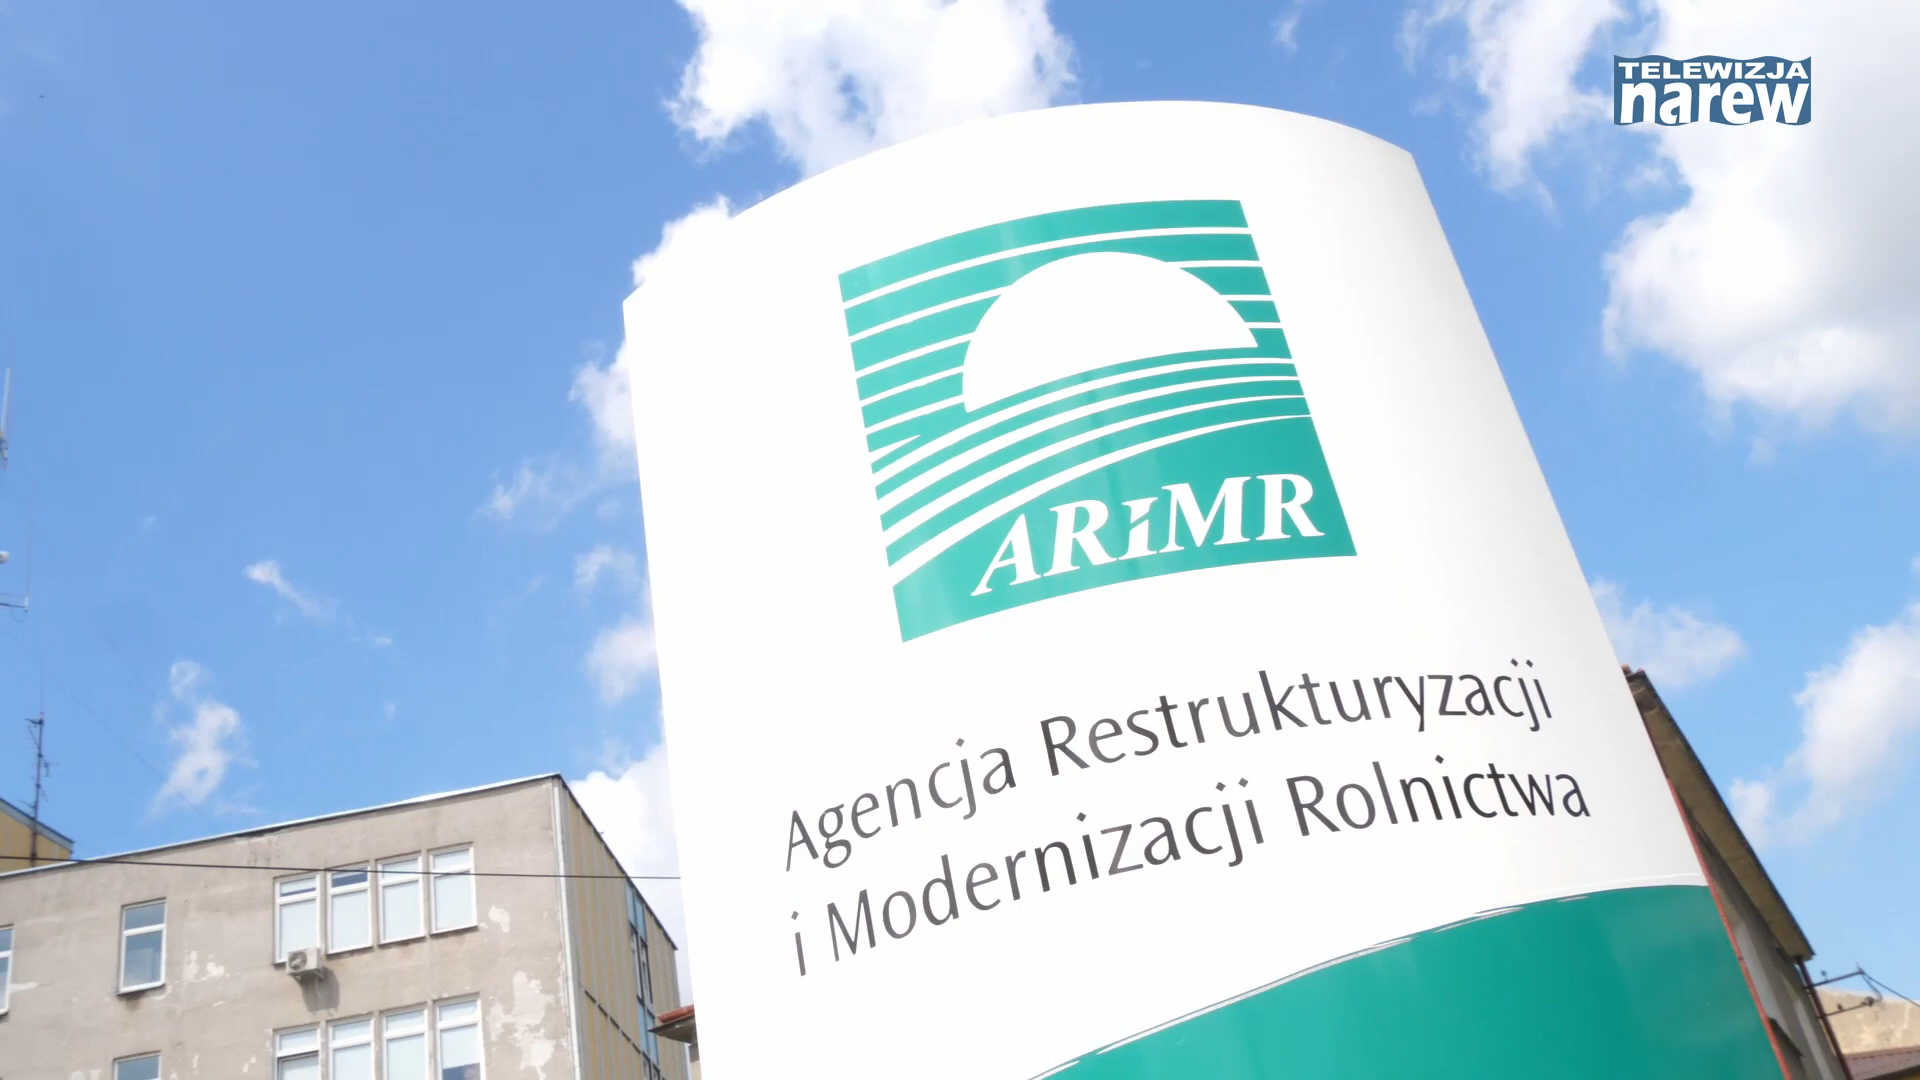 TELEWIZJA
narew
ARiMR
Agencja Restrukturyzacji
i Modernizacji Rolnictwa